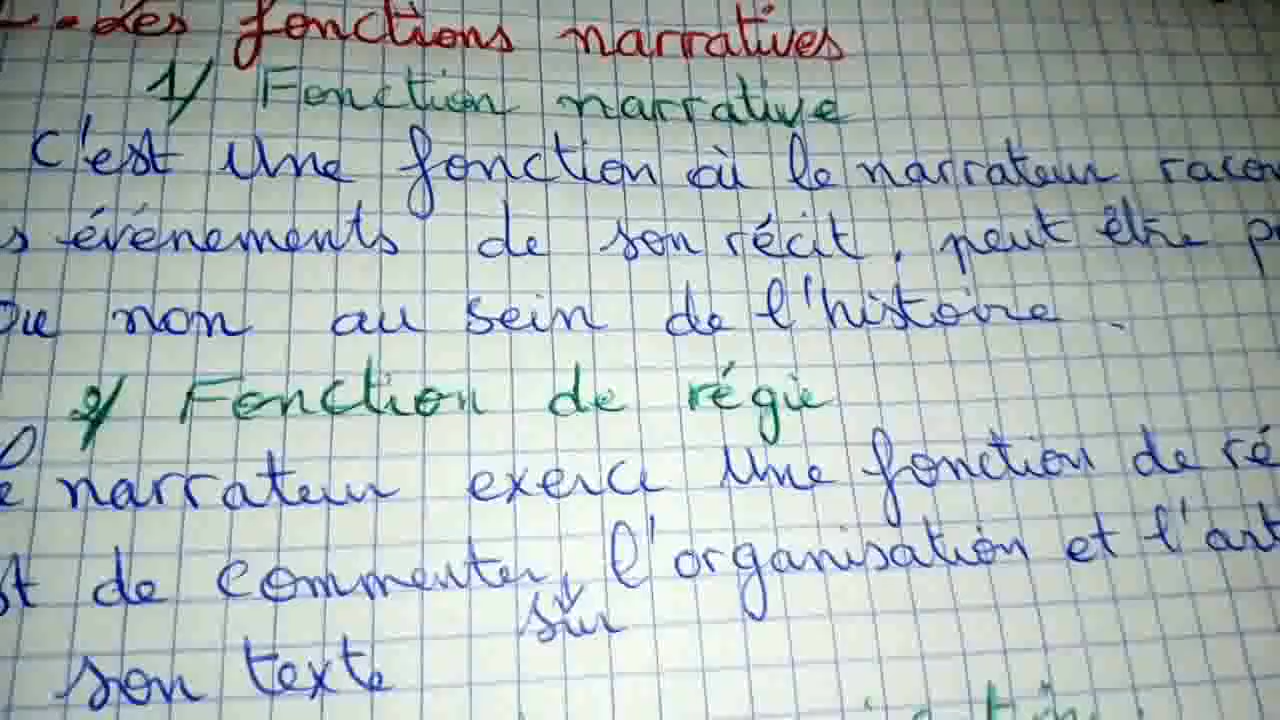 des fonctions narratives
1/ Fonction narrative
c'est une fonction où le narrateur
événements de son récit, peut être
ou non au sein de l'histoire.
2/ Fonction de régie
narrateur exerce une fonction de
de commenter, l'organisation et
sur
son texte